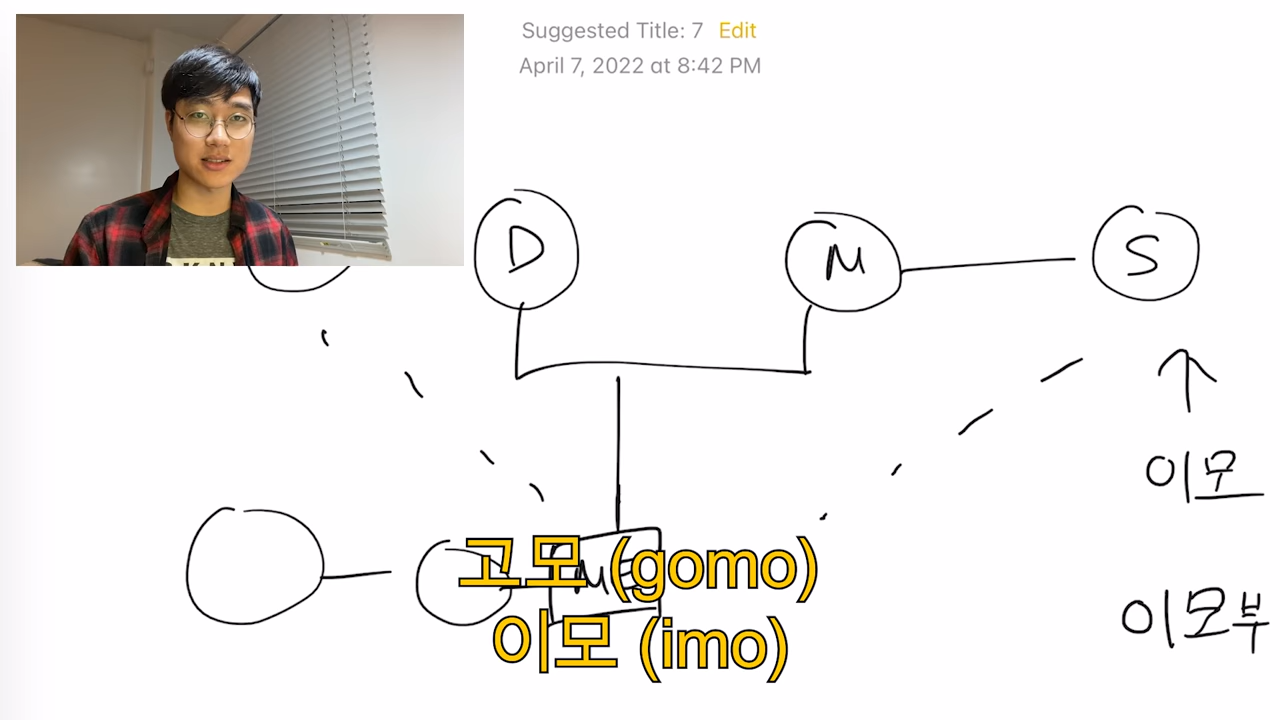 Suggested Title: 7 Edit
April 7, 2022 at 8:42 PM
D
M
S
이모
ME
고모 (gomo)
이모 (imo)
이모부